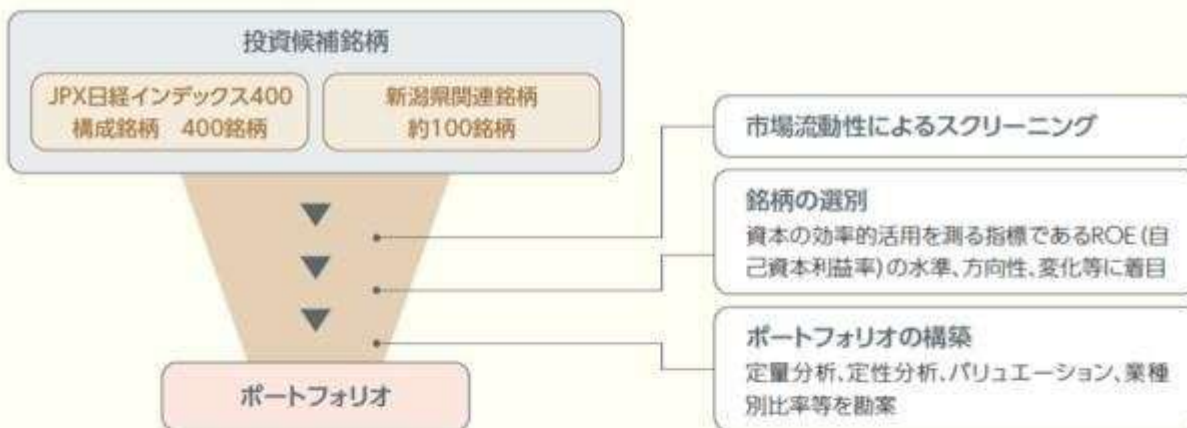 投資候補銘柄
JPX日経インデックス400
構成銘柄　400銘柄
新潟県関連銘柄
約100銘柄
市場流動性によるスクリーニング
銘柄の選別
資本の効率的活用を測る指標であるROE(自
己資本利益率)の水準、方向性、変化等に着目
ポートフォリオの構築
定量分析、定性分析、バリュエーション、業種
別比率等を勘案
ポートフォリオ